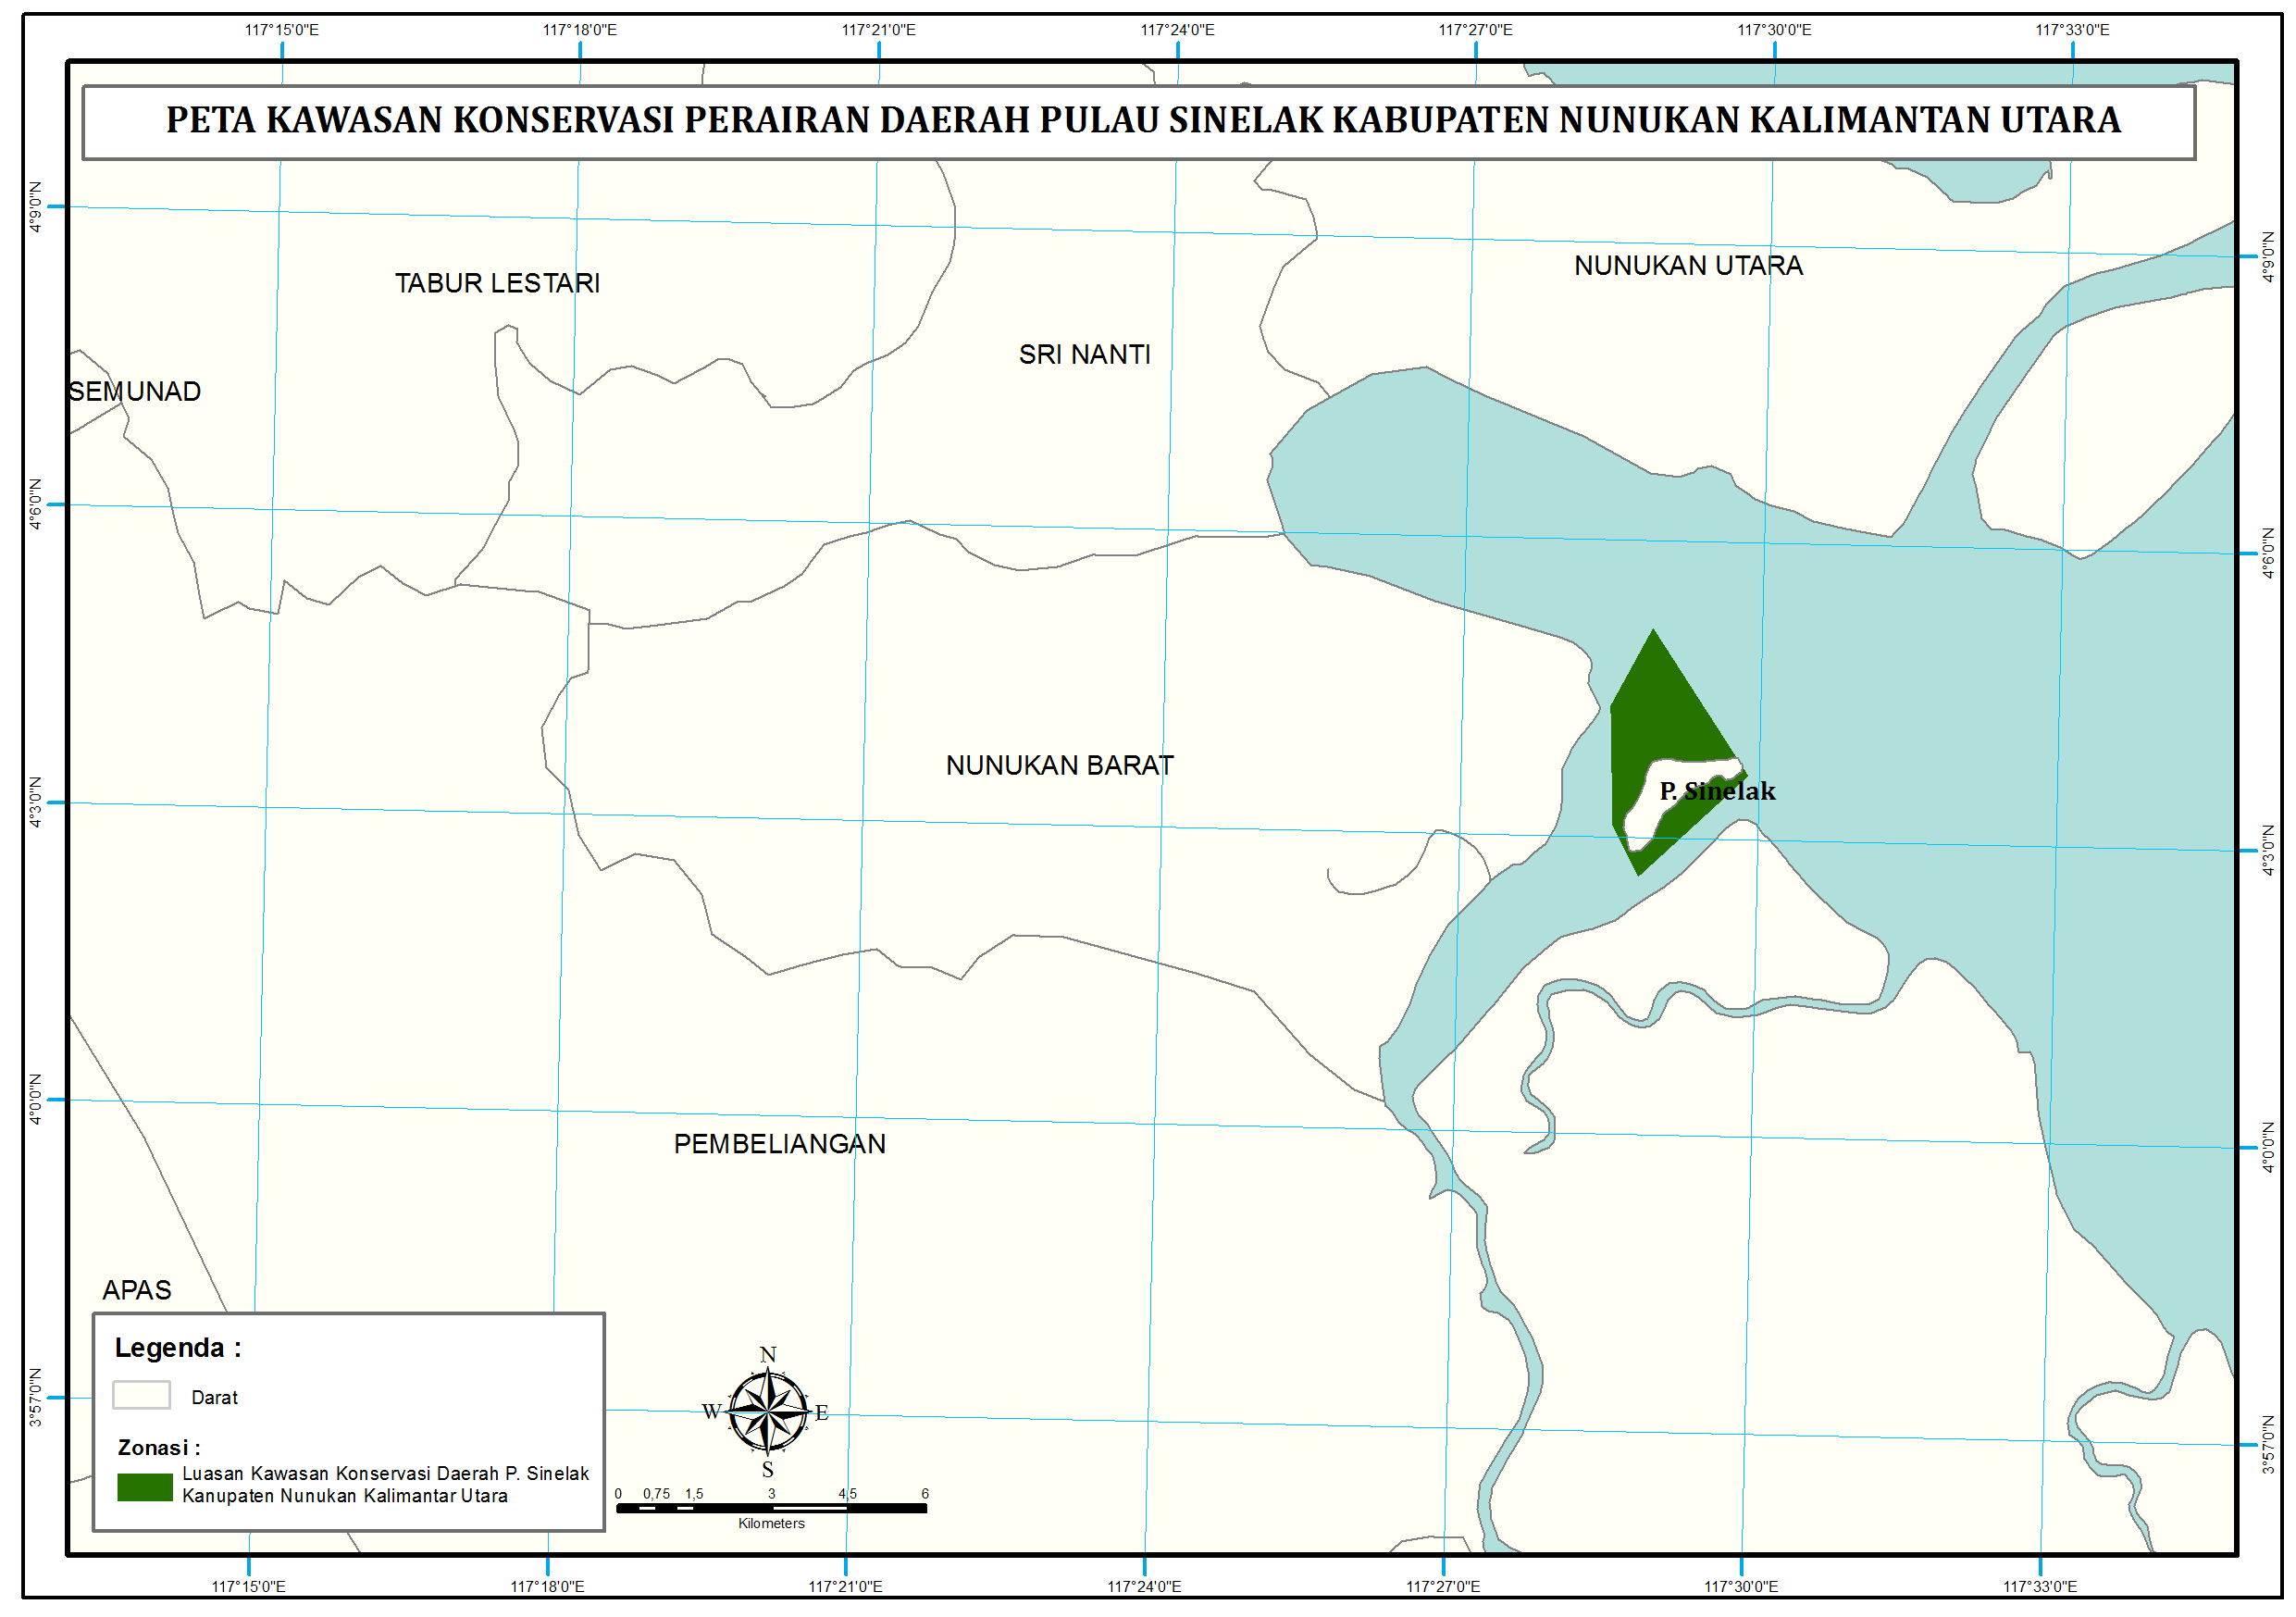 117°15'0"E 117°18'0"E 117°21'0"E 117°24'0"E 117°27'0"E 117°30'0"E 117°33'0"E
PETA KAWASAN KONSERVASI PERAIRAN DAERAH PULAU SINELAK KABUPATEN NUNUKAN KALIMANTAN UTARA
4°9'0"N
4°9'0"N
NUNUKAN UTARA
TABUR LESTARI
SRI NANTI
SEMUNAD
4°6'0"N
4°6'0"N
NUNUKAN BARAT
P. Sinelak
4°3'0"N
4°3'0"N
4°0'0"N
4°0'0"N
PEMBELIANGAN
APAS
Legenda :
Darat
Zonasi :
Luasan Kawasan Konservasi Daerah P. Sinelak
Kanupaten Nunukan Kalimantar Utara
N
W E
S
0 0,75 1,5 3 4,5 6
Kilometers
3°57'0"N
3°57'0"N
117°15'0"E 117°18'0"E 117°21'0"E 117°24'0"E 117°27'0"E 117°30'0"E 117°33'0"E